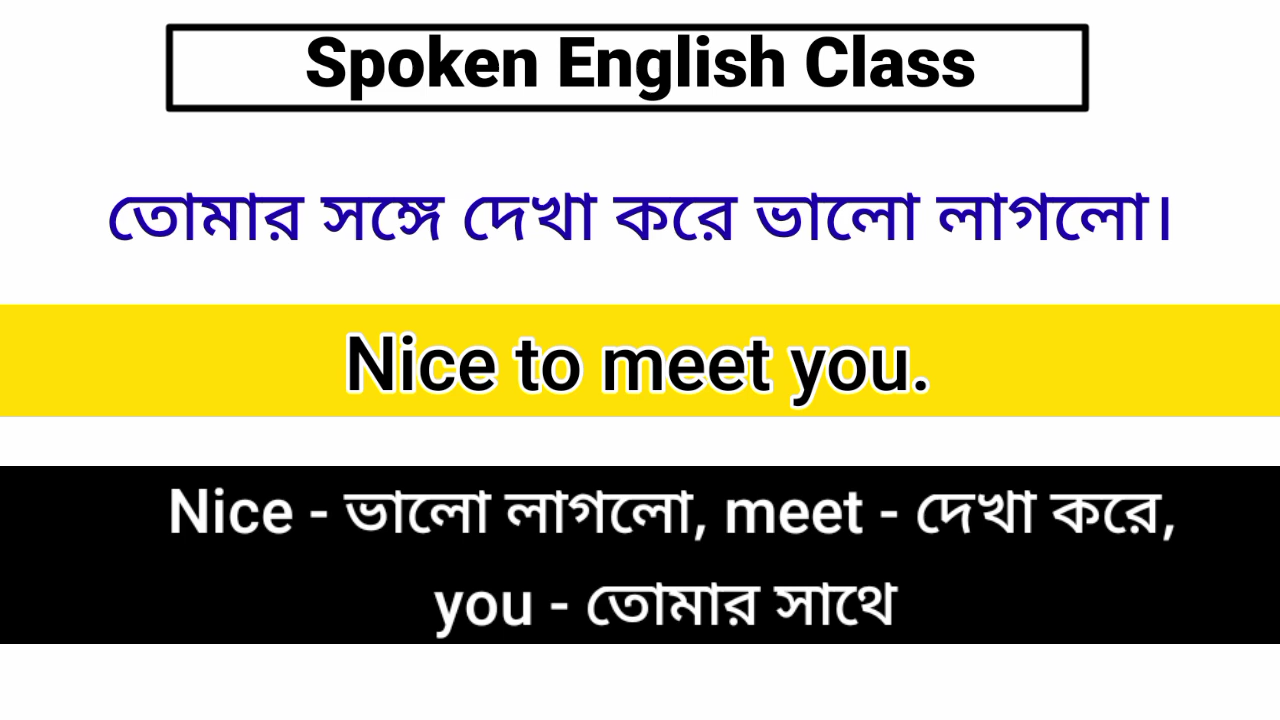 Spoken English Class
তোমার সঙ্গে দেখা করে ভালো লাগলো।
Nice to meet you.
Nice - ভালো লাগলো, meet - দেখা করে,
you - তোমার সাথে